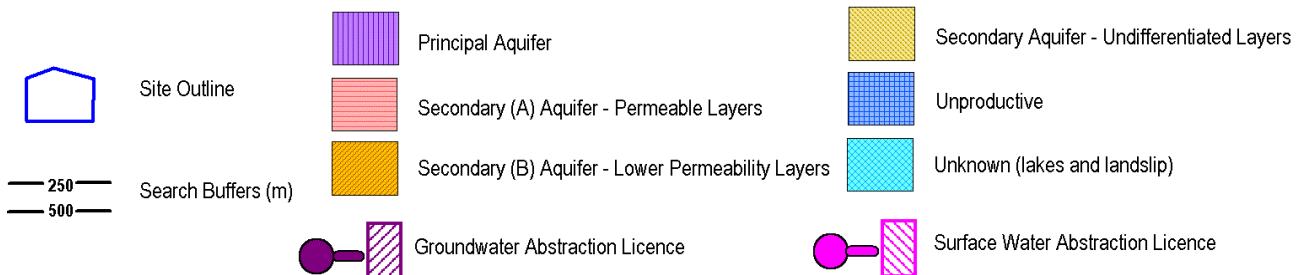 Site Outline
250
500
Search Buffers (m)
Principal Aquifer
Secondary (A) Aquifer - Permeable Layers
Secondary (B) Aquifer - Lower Permeability Layers
Groundwater Abstraction Licence
Secondary Aquifer - Undifferentiated Layers
Unproductive
Unknown (lakes and landslip)
Surface Water Abstraction Licence